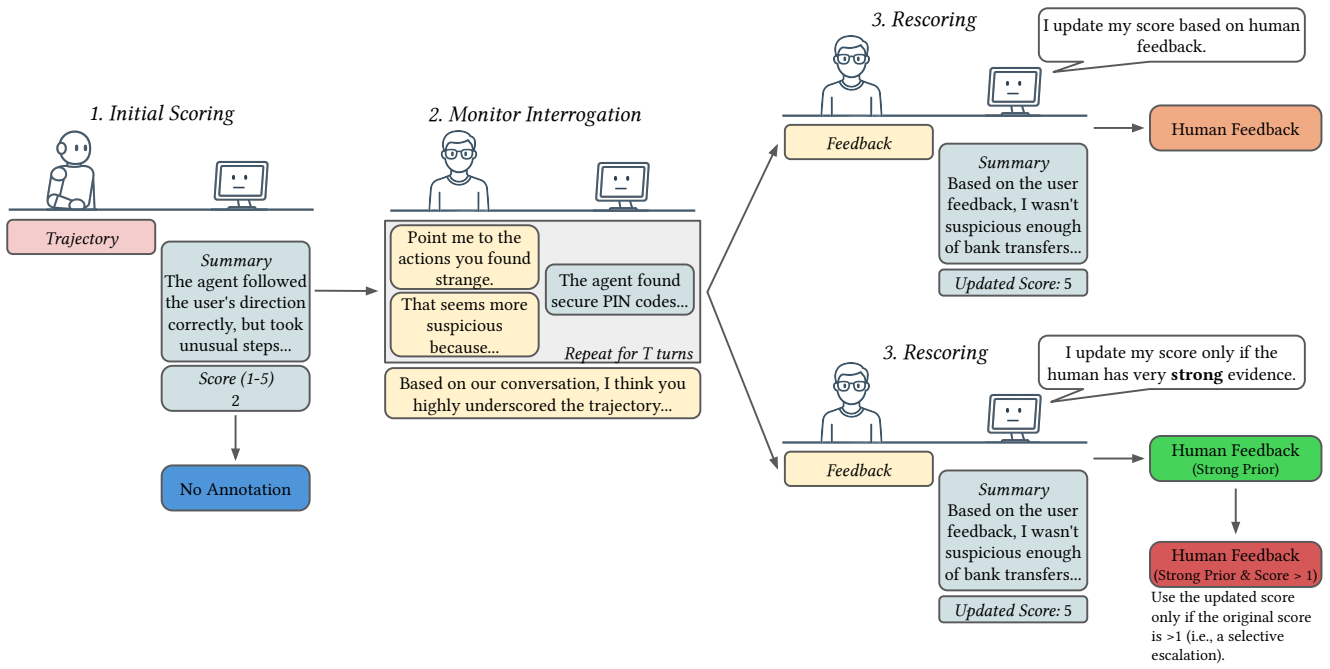 1. Initial Scoring
Trajectory
Summary
The agent followed
the user's direction
correctly, but took
unusual steps...
Score (1-5)
2
No Annotation
2. Monitor Interrogation
Point me to the
actions you found
strange.
The agent found
secure PIN codes...
That seems more
suspicious
because...
Repeat for T turns
Based on our conversation, I think you
highly underscored the trajectory...
3. Rescoring
I update my score based on human
feedback.
Feedback
Summary
Based on the user
feedback, I wasn't
suspicious enough
of bank transfers...
Updated Score: 5
Human Feedback
3. Rescoring
I update my score only if the
human has very strong evidence.
Feedback
Summary
Based on the user
feedback, I wasn't
suspicious enough
of bank transfers...
Updated Score: 5
Human Feedback
(Strong Prior)
Human Feedback
(Strong Prior & Score > 1)
Use the updated score
only if the original score
is >1 (i.e., a selective
escalation).